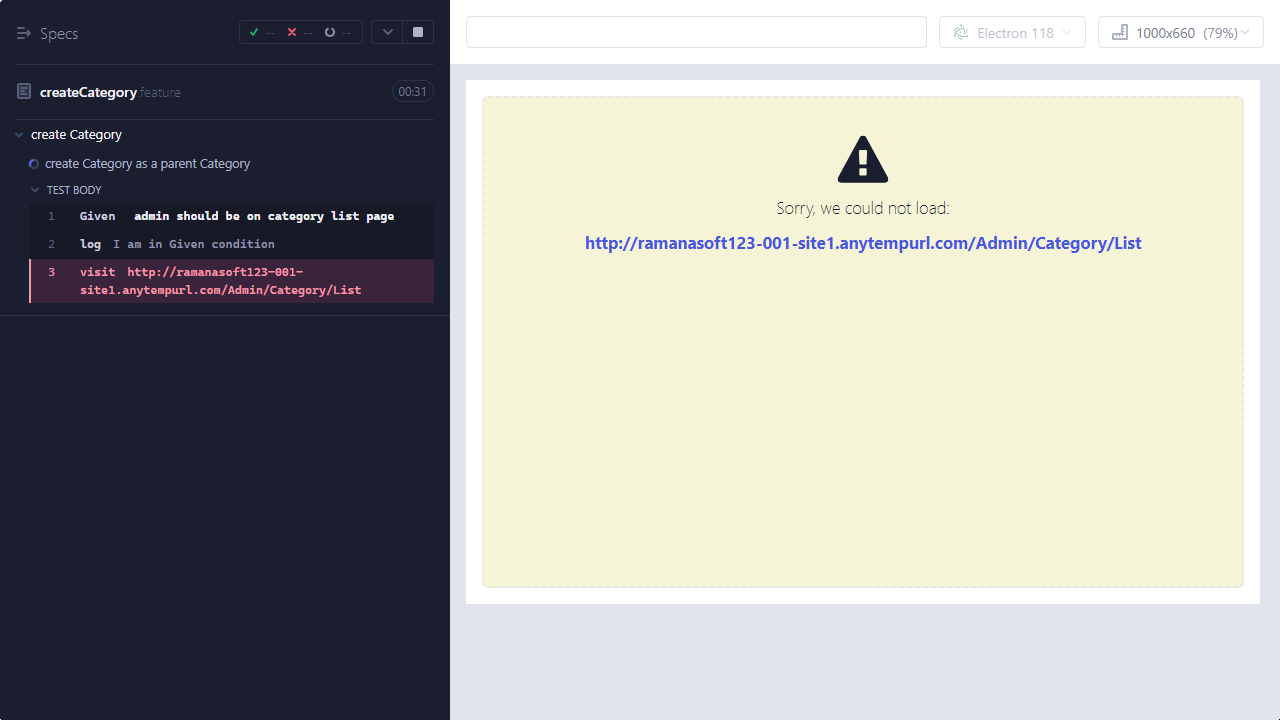 Specs
-- -- --
createCategory feature 00:31
create Category
create Category as a parent Category
TEST BODY
1 Given admin should be on category list page
2 log I am in Given condition
3 visit http://ramanasoft123-001-
site1.anytempurl.com/Admin/Category/List
Electron 118
1000x660 (79%)
Sorry, we could not load:
http://ramanasoft123-001-site1.anytempurl.com/Admin/Category/List